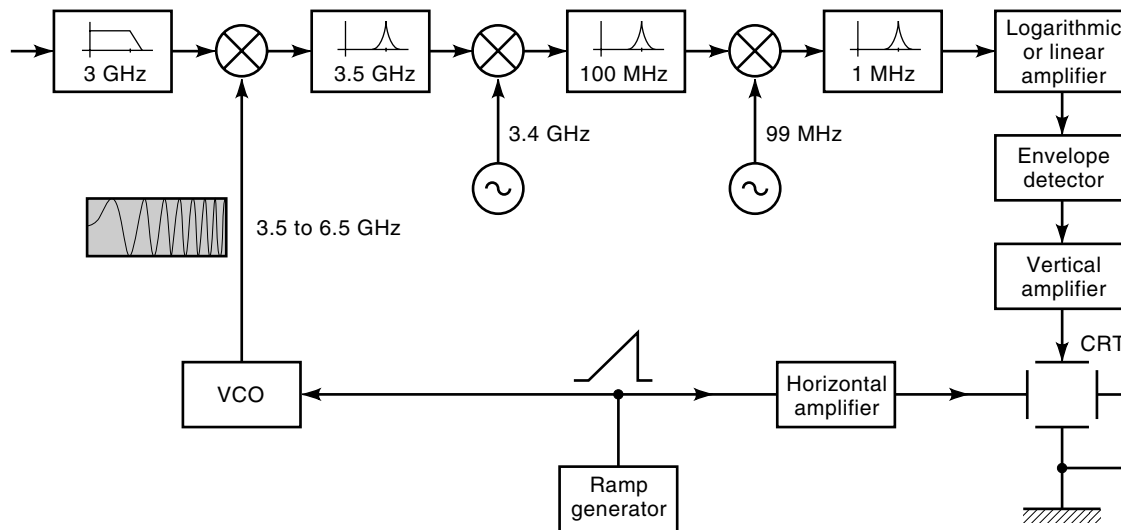 3 GHz
3.5 GHz
100 MHz
1 MHz
Logarithmic
or linear
amplifier
3.4 GHz
99 MHz
Envelope
detector
3.5 to 6.5 GHz
Vertical
amplifier
CRT
VCO
Horizontal
amplifier
Ramp
generator